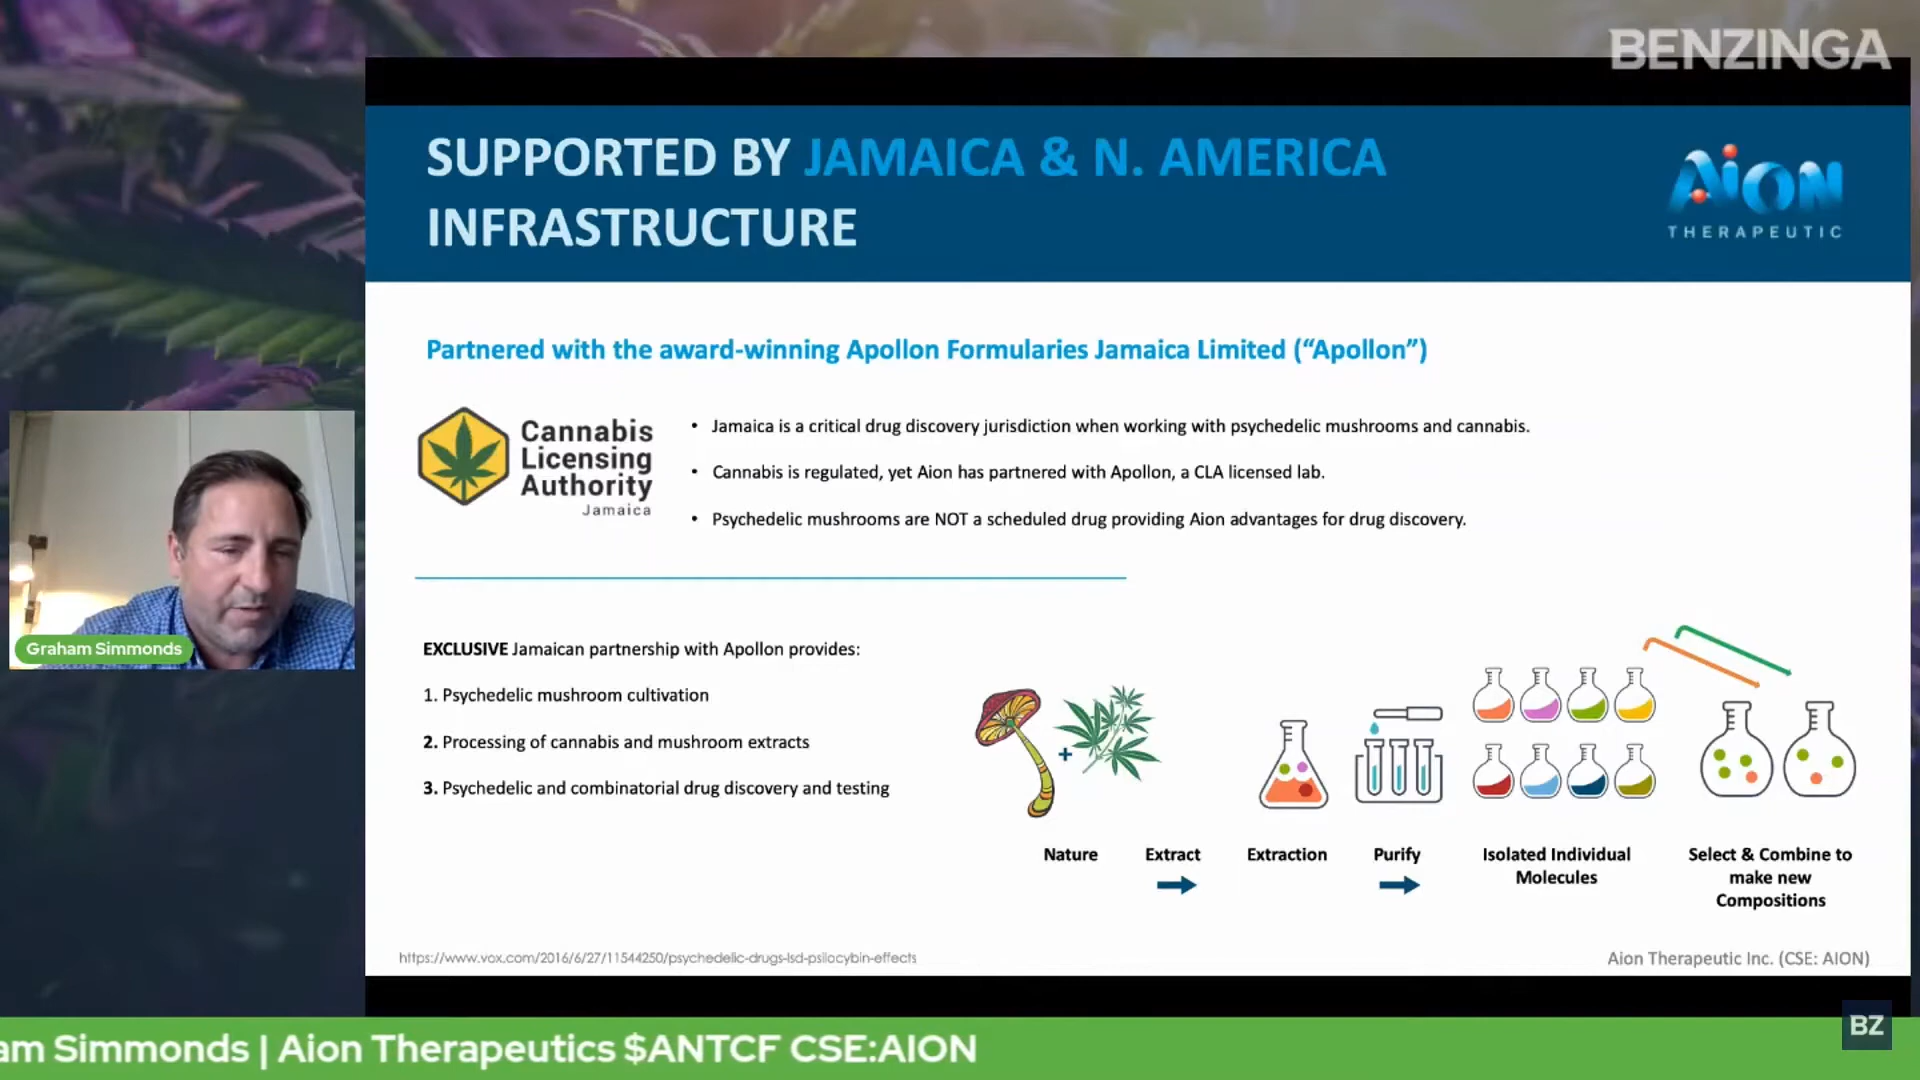 BENZINGA
SUPPORTED BY JAMAICA & N. AMERICA
INFRASTRUCTURE
Aion
THERAPEUTIC
Partnered with the award-winning Apollon Formularies Jamaica Limited (“Apollon”)
Cannabis
Licensing
Authority
Jamaica
• Jamaica is a critical drug discovery jurisdiction when working with psychedelic mushrooms and cannabis.
• Cannabis is regulated, yet Aion has partnered with Apollon, a CLA licensed lab.
• Psychedelic mushrooms are NOT a scheduled drug providing Aion advantages for drug discovery.
Graham Simmonds
EXCLUSIVE Jamaican partnership with Apollon provides:
1. Psychedelic mushroom cultivation
2. Processing of cannabis and mushroom extracts
3. Psychedelic and combinatorial drug discovery and testing
+
Nature
Extract
Extraction
Purify
Isolated Individual
Molecules
Select & Combine to
make new
Compositions
https://www.vox.com/2016/6/27/11544250/psychedelic-drugs-lsd-psilocybin-effects
Aion Therapeutic Inc. (CSE: AION)
BZ
am Simmonds | Aion Therapeutics $ANTCF CSE:AION